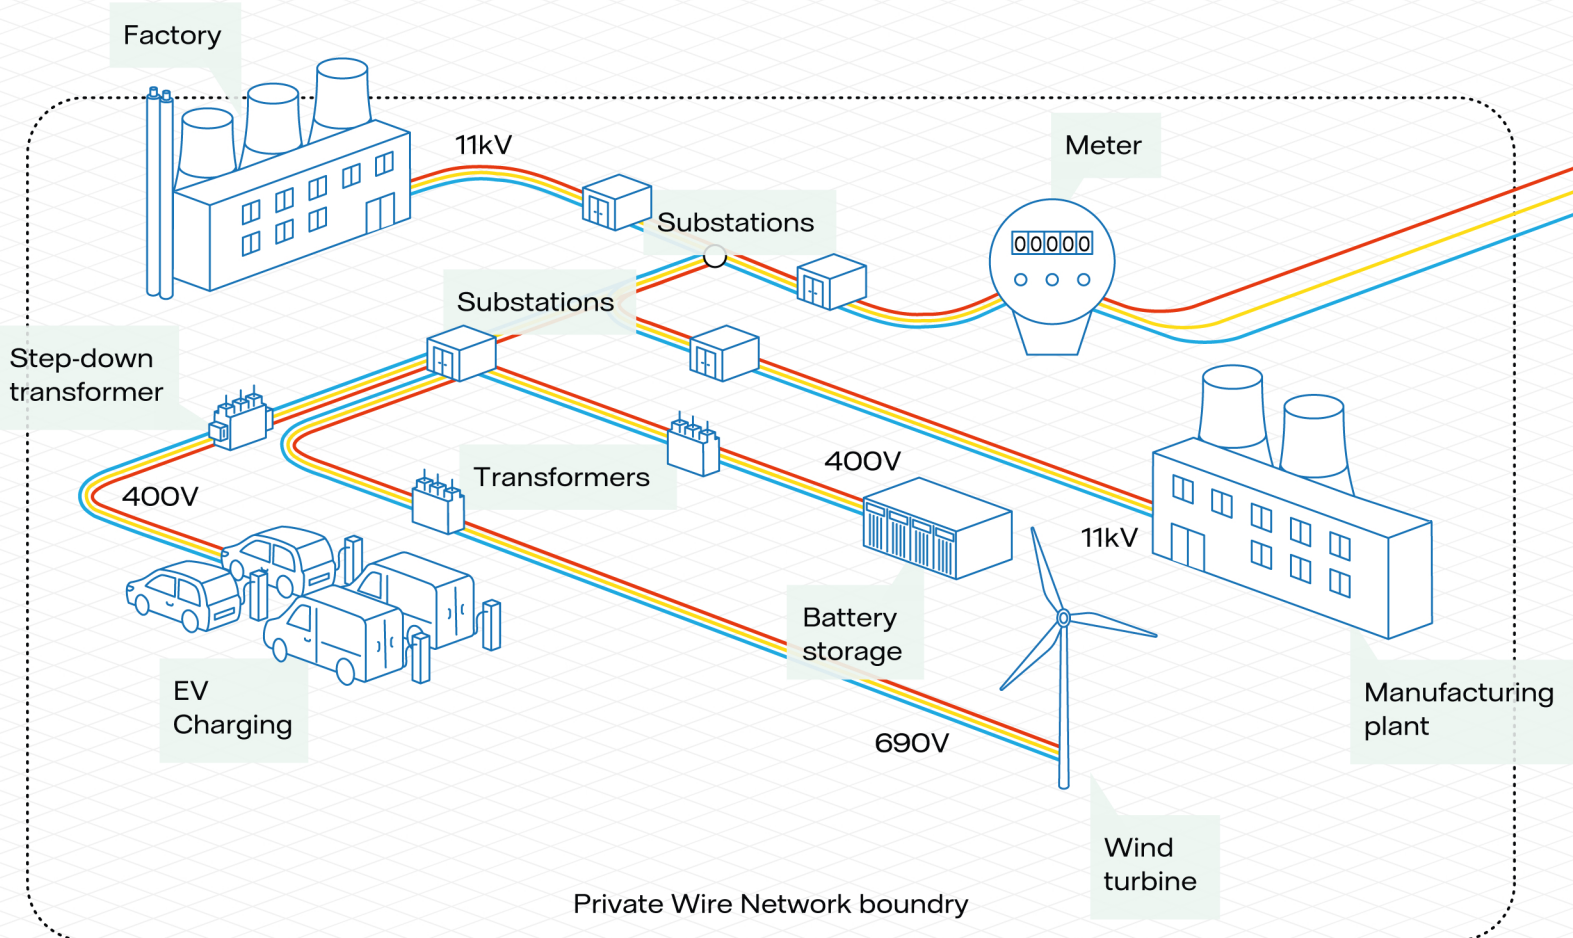 Factory
11kV
Meter
Substations
00000
Substations
Step-down
transformer
400V
Transformers
400V
11kV
Battery
storage
EV
Charging
Manufacturing
plant
690V
Wind
turbine
Private Wire Network boundry